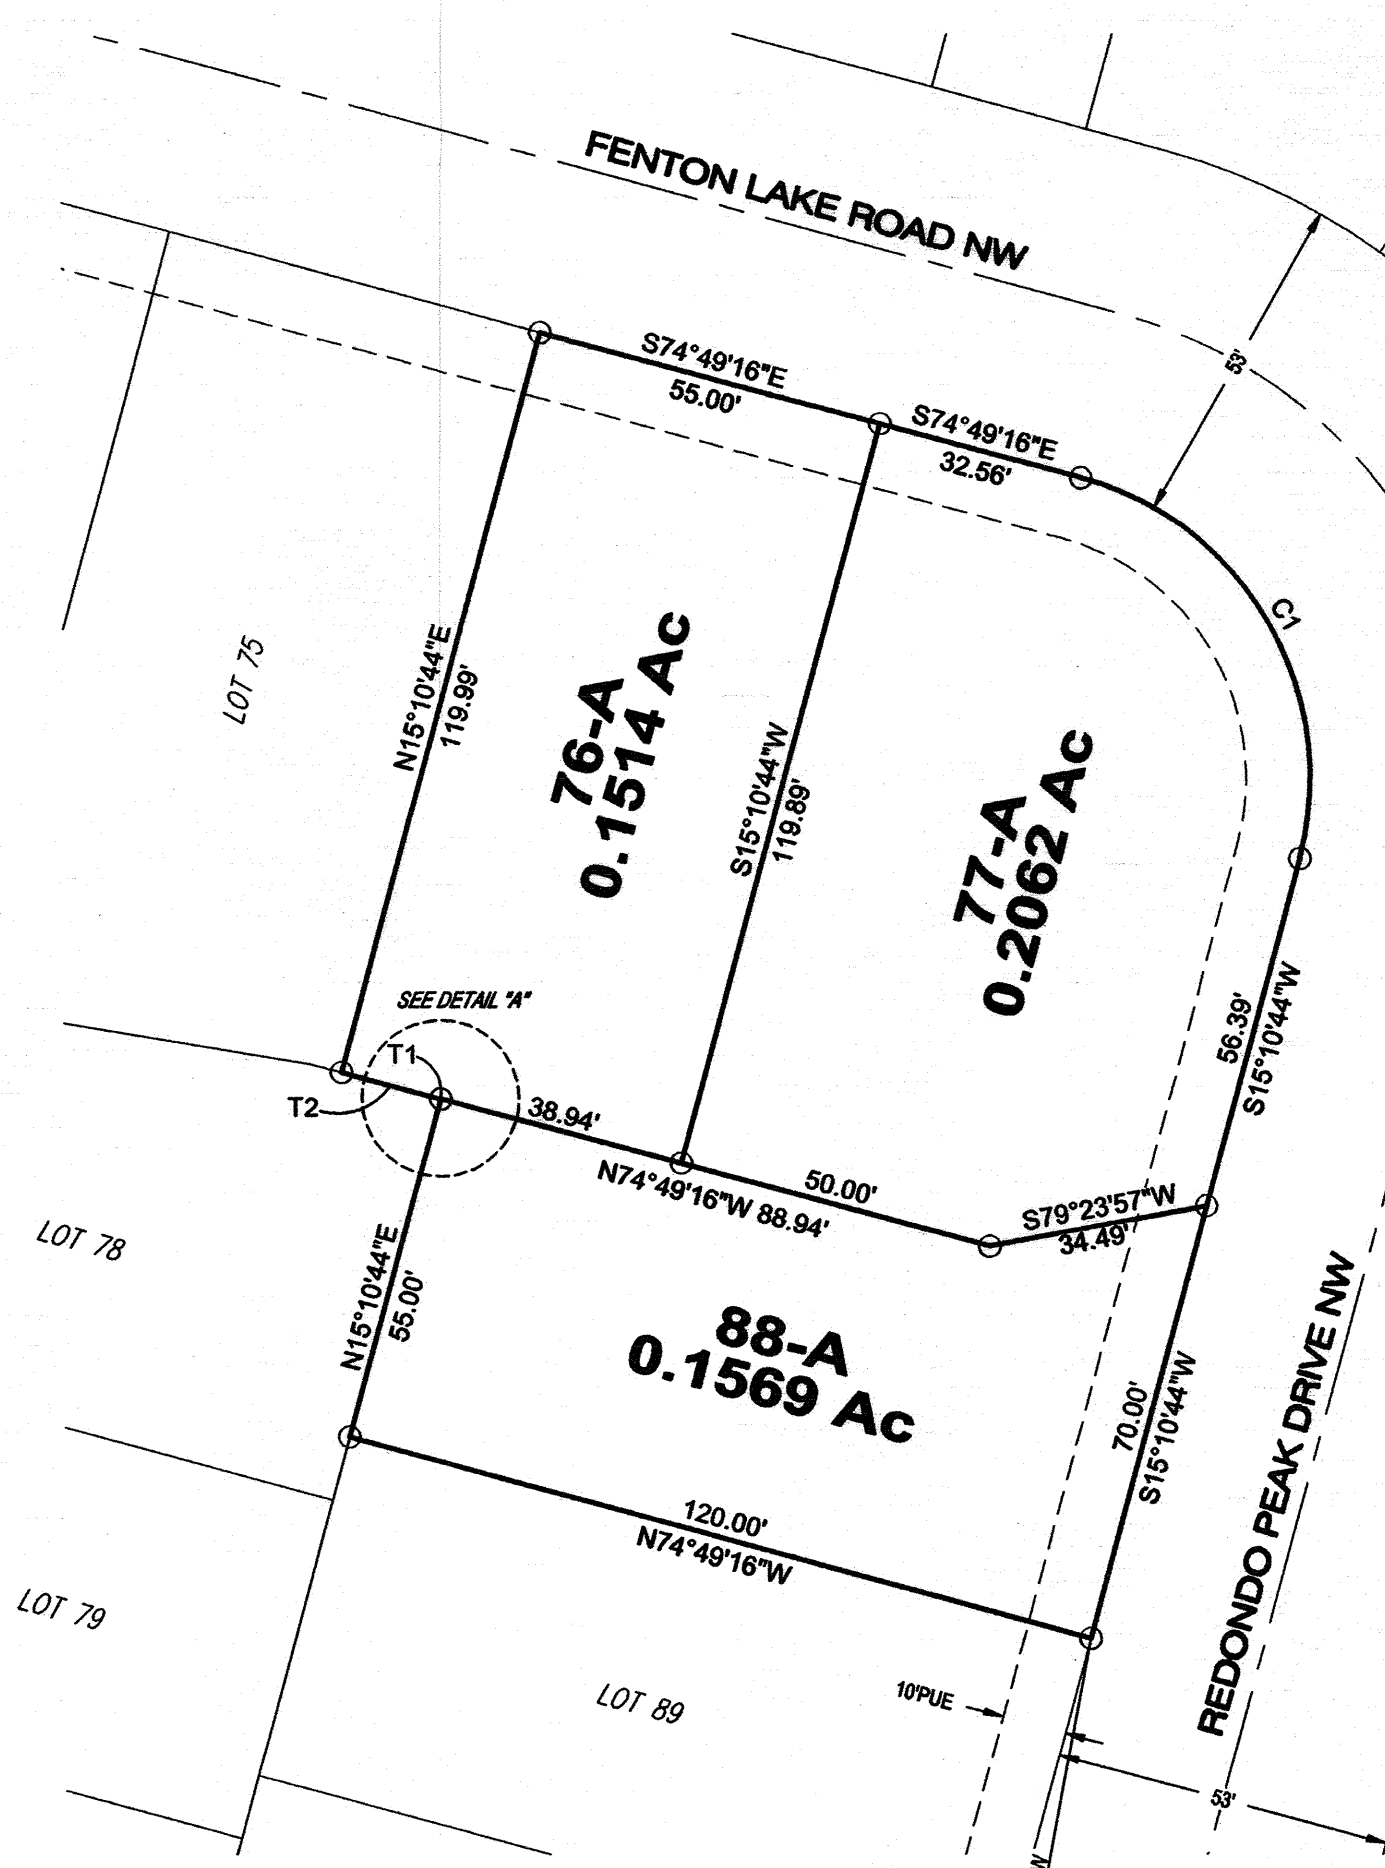 FENTON LAKE ROAD NW
S74°49'16"E
55.00'
S74°49'16"E
32.56'
53'
C1
LOT 75
N15°10'44"E
119.99'
76-A
0.1514 Ac
S15°10'44"W
119.89'
77-A
0.2062 Ac
56.39'
S15°10'44"W
SEE DETAIL "A"
T1
T2
38.94'
N74°49'16"W 88.94'
50.00'
S79°23'57"W
34.49'
LOT 78
N15°10'44"E
55.00'
88-A
0.1569 Ac
70.00'
S15°10'44"W
REDONDO PEAK DRIVE NW
120.00'
N74°49'16"W
LOT 79
LOT 89
10'PUE
53'
W